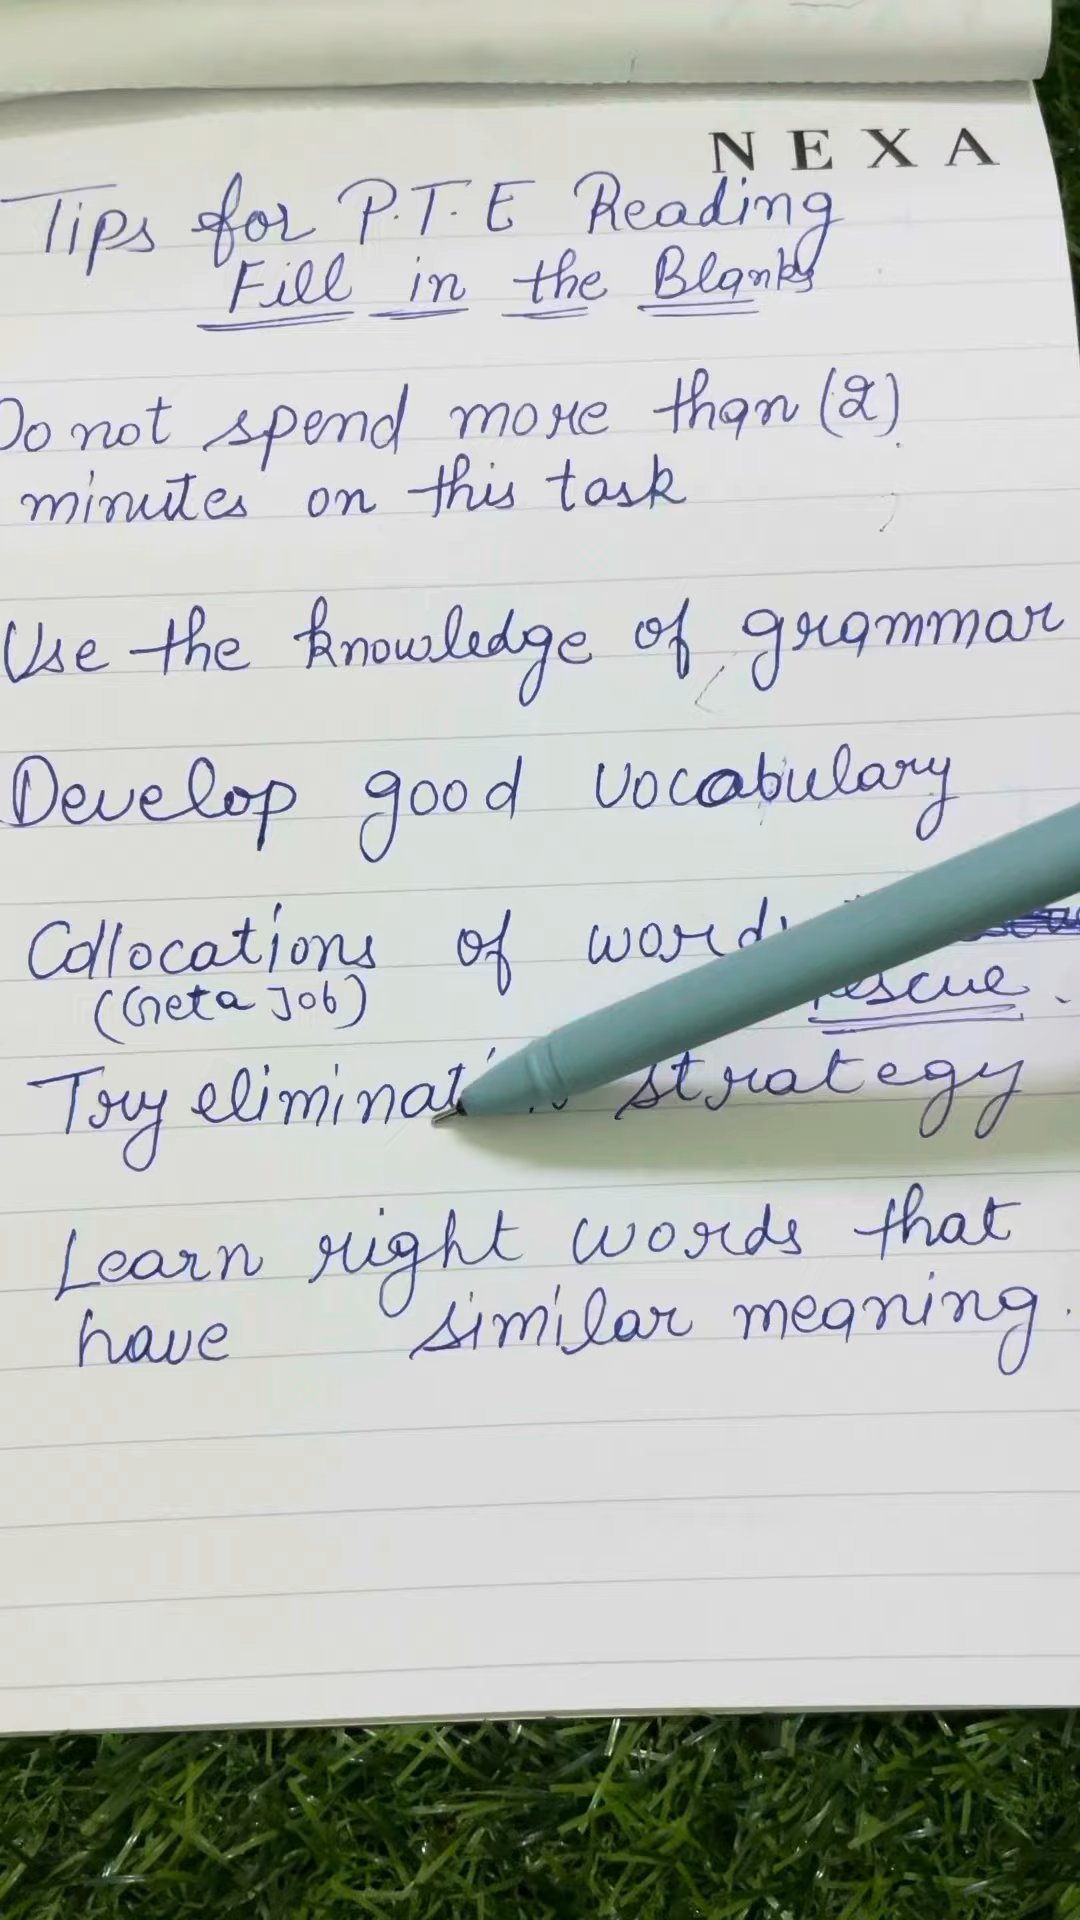 NEXA
Tips for P.T.E Reading
Fill in the Blanks
Do not spend more than (2)
minutes on this task
Use the knowledge of grammar
Develop good vocabulary
Collocations of
(Get a Job) rescue.
Try strategy
Learn right words that
have similar meaning.